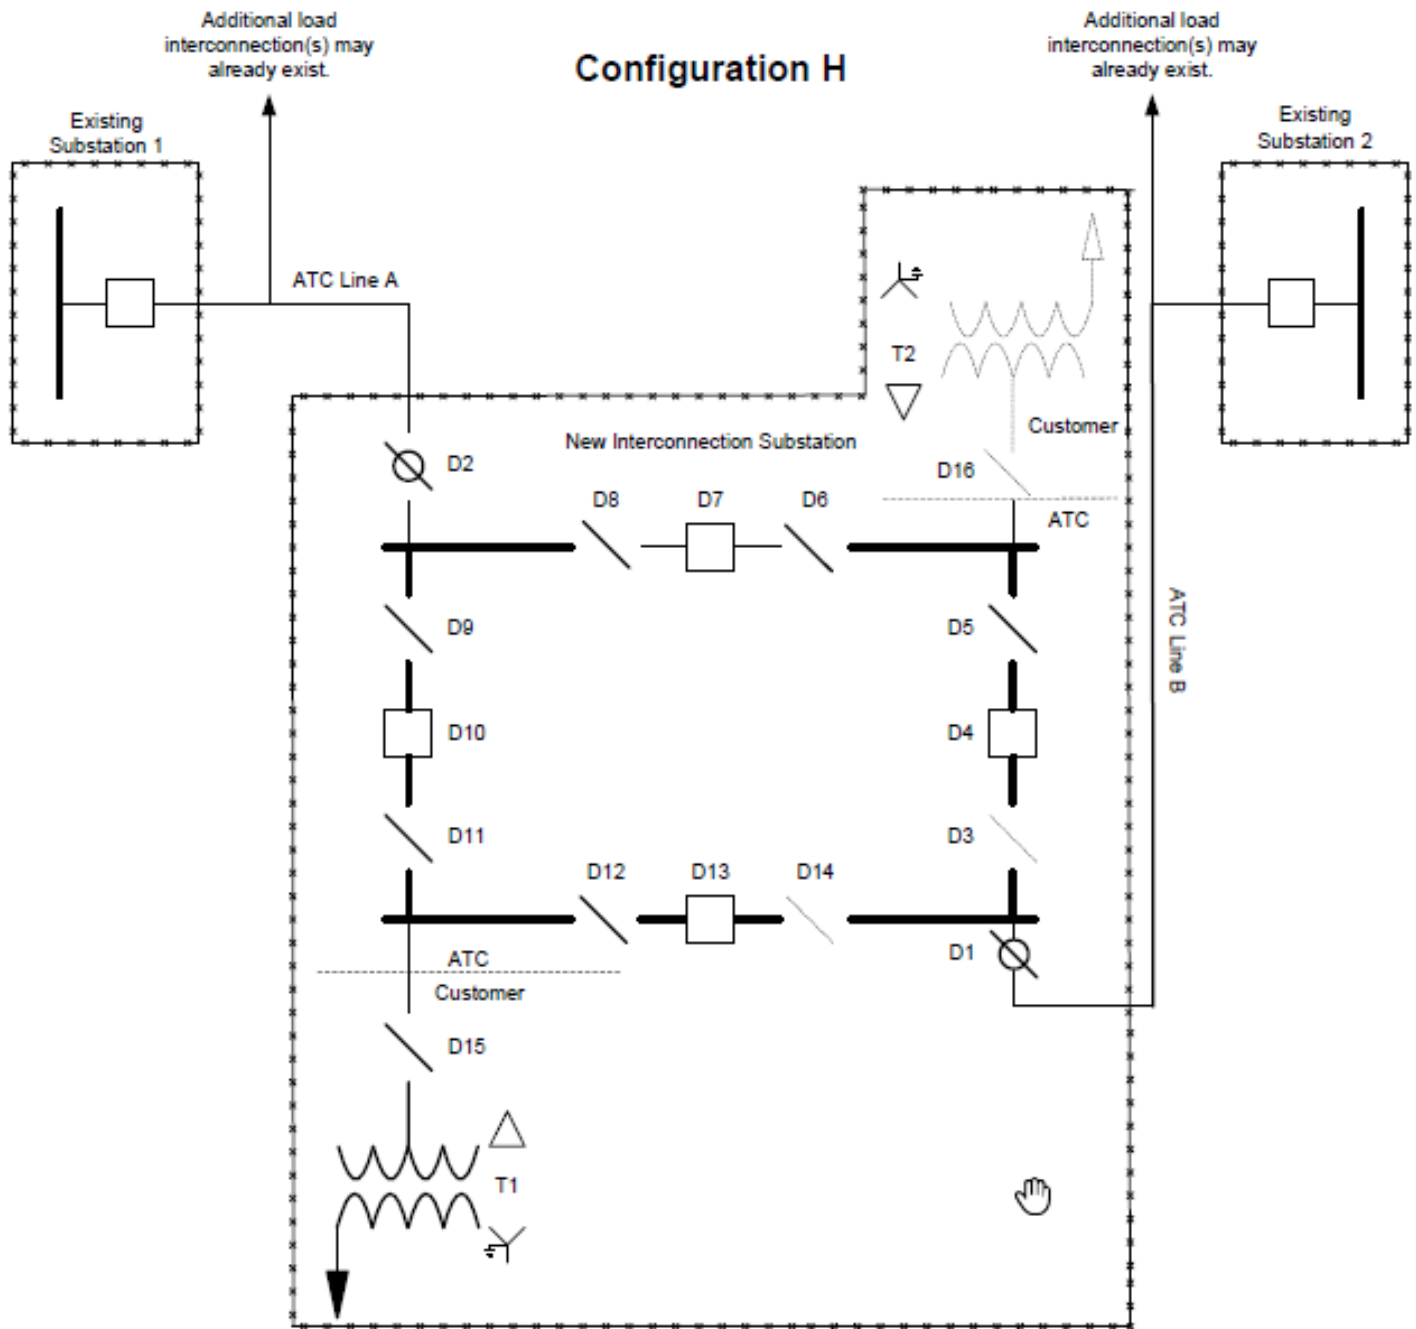 Additional load
interconnection(s) may
already exist.
Configuration H
Additional load
interconnection(s) may
already exist.
Existing
Substation 1
Existing
Substation 2
ATC Line A
T2
Customer
New Interconnection Substation
D2
D16
D8
D7
D6
ATC
D9
D5
ATC Line B
D10
D4
D11
D3
D12
D13
D14
D1
ATC
Customer
D15
T1